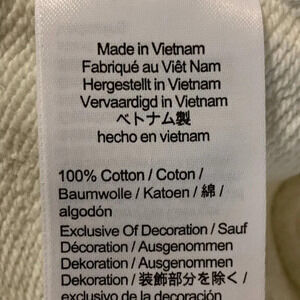 Made in Vietnam
Fabriqué au Viêt Nam
Hergestellt in Vietnam
Vervaardigd in Vietnam
ベトナム製
hecho en vietnam
100% Cotton / Coton /
Baumwolle / Katoen / 綿 /
algodón
Exclusive Of Decoration / Sauf
Décoration / Ausgenommen
Dekoration / Ausgenommen
Dekoration / 装飾部分を除く /
exclusivo de la decoración